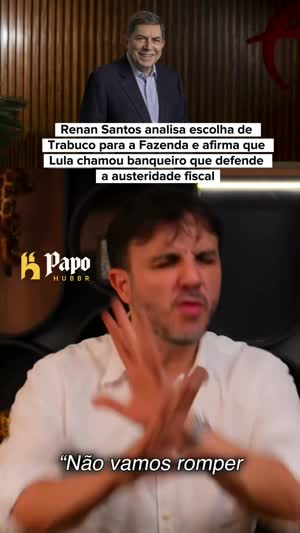 Renan Santos analisa escolha de
Trabuco para a Fazenda e afirma que
Lula chamou banqueiro que defende
a austeridade fiscal
Papo
HUBBR
“Não vamos romper